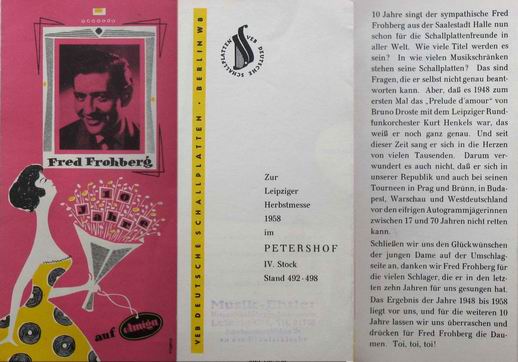 Fred Frohberg
10
Jahre
auf Amiga
VEB DEUTSCHE SCHALLPLATTEN · BERLIN W8
VEB DEUTSCHE SCHALLPLATTEN
Zur
Leipziger
Herbstmesse
1958
im
PETERSHOF
IV. Stock
Stand 492-498
Musik-Ehrler
10 Jahre singt der sympathische Fred
Frohberg aus der Saalestadt Halle nun
schon für die Schallplattenfreunde in
aller Welt. Wie viele Titel werden es
sein? In wie vielen Musikschränken
stehen seine Schallplatten? Das sind
Fragen, die er selbst nicht genau beant-
worten kann. Aber, daß es 1948 zum
ersten Mal das „Prelude d'amour" von
Bruno Droste mit dem Leipziger Rund-
funkorchester Kurt Henkels war, das
weiß er noch ganz genau. Und seit
dieser Zeit sang er sich in die Herzen
von vielen Tausenden. Darum ver-
wundert es auch nicht, daß er sich in
unserer Republik und auch bei seinen
Tourneen in Prag und Brünn, in Buda-
pest, Warschau und Westdeutschland
vor den eifrigen Autogrammjägerinnen
zwischen 17 und 70 Jahren nicht retten
kann.
Schließen wir uns den Glückwünschen
der jungen Dame auf der Umschlag-
seite an, danken wir Fred Frohberg für
die vielen Schlager, die er in den letz-
ten zehn Jahren für uns gesungen hat.
Das Ergebnis der Jahre 1948 bis 1958
liegt vor uns, und für die weiteren 10
Jahre lassen wir uns überraschen und
drücken für Fred Frohberg die Dau-
men. Toi, toi, toi!